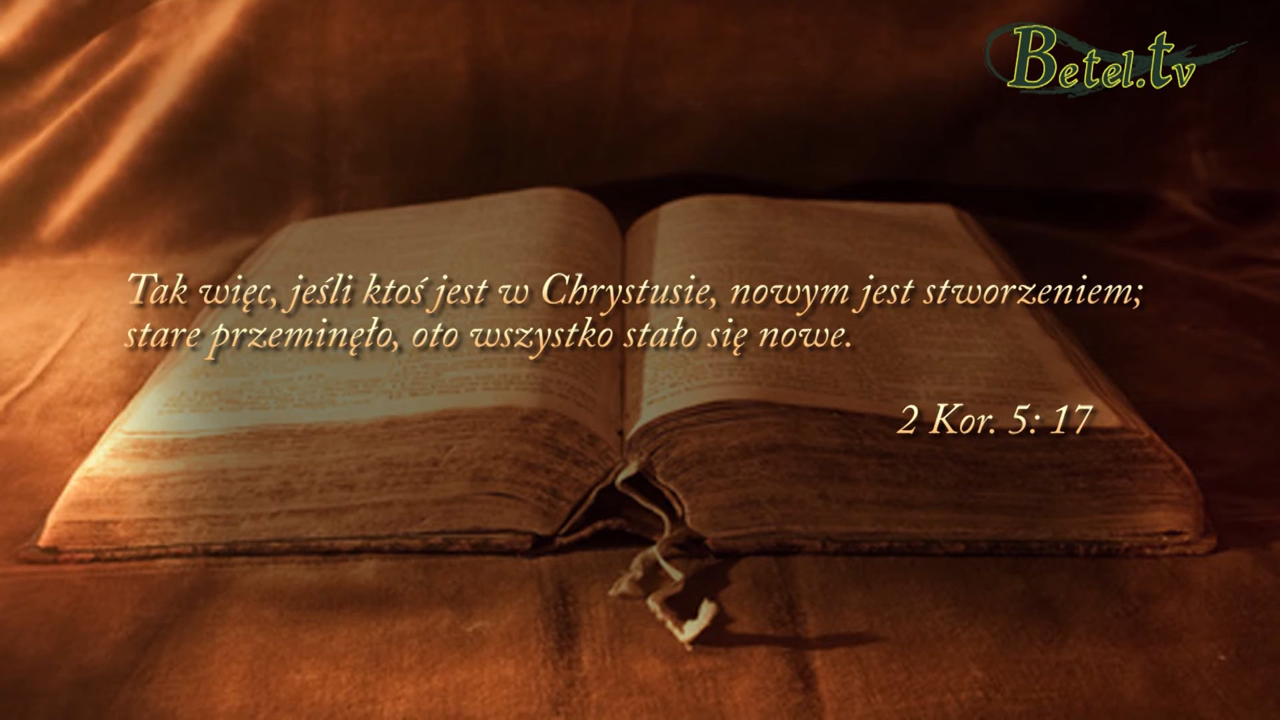 Betel.tv
Tak więc, jeśli ktoś jest w Chrystusie, nowym jest stworzeniem;
stare przeminęło, oto wszystko stało się nowe.
2 Kor. 5: 17